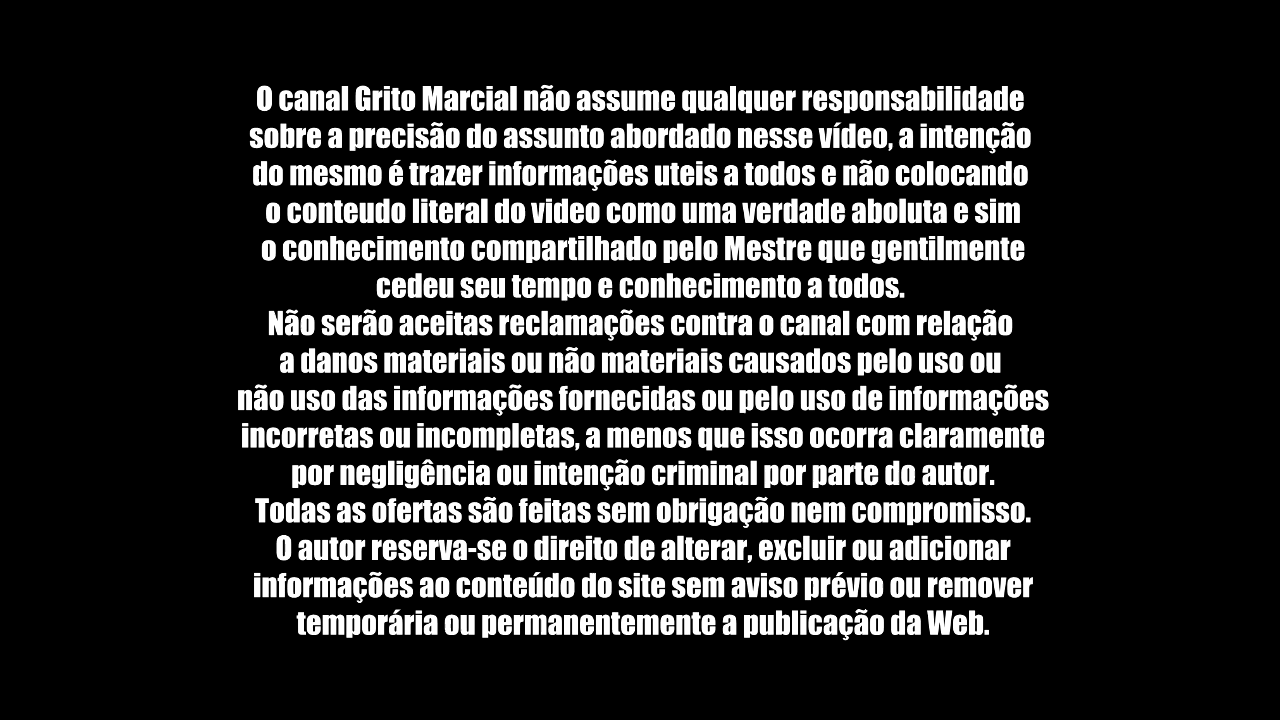 O canal Grito Marcial não assume qualquer responsabilidade
sobre a precisão do assunto abordado nesse vídeo, a intenção
do mesmo é trazer informações uteis a todos e não colocando
o conteudo literal do video como uma verdade aboluta e sim
o conhecimento compartilhado pelo Mestre que gentilmente
cedeu seu tempo e conhecimento a todos.
Não serão aceitas reclamações contra o canal com relação
a danos materiais ou não materiais causados pelo uso ou
não uso das informações fornecidas ou pelo uso de informações
incorretas ou incompletas, a menos que isso ocorra claramente
por negligência ou intenção criminal por parte do autor.
Todas as ofertas são feitas sem obrigação nem compromisso.
O autor reserva-se o direito de alterar, excluir ou adicionar
informações ao conteúdo do site sem aviso prévio ou remover
temporária ou permanentemente a publicação da Web.